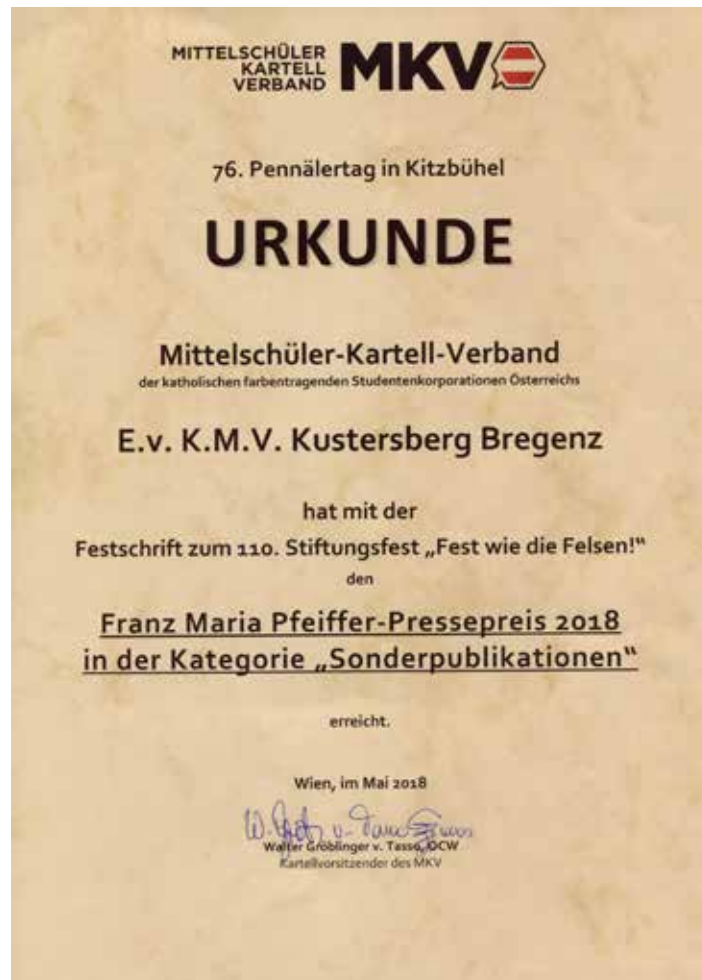 MITTELSCHÜLER
KARTELL
VERBAND
MKV
76. Pennälertag in Kitzbühel
URKUNDE
Mittelschüler-Kartell-Verband
der katholischen farbentragenden Studentenkorporationen Österreichs
E.v. K.M.V. Kustersberg Bregenz
hat mit der
Festschrift zum 110. Stiftungsfest „Fest wie die Felsen!“
den
Franz Maria Pfeiffer-Pressepreis 2018
in der Kategorie „Sonderpublikationen“
erreicht.
Wien, im Mai 2018
Walter Gröblinger v. Tasso, OCW
Kartellvorsitzender des MKV